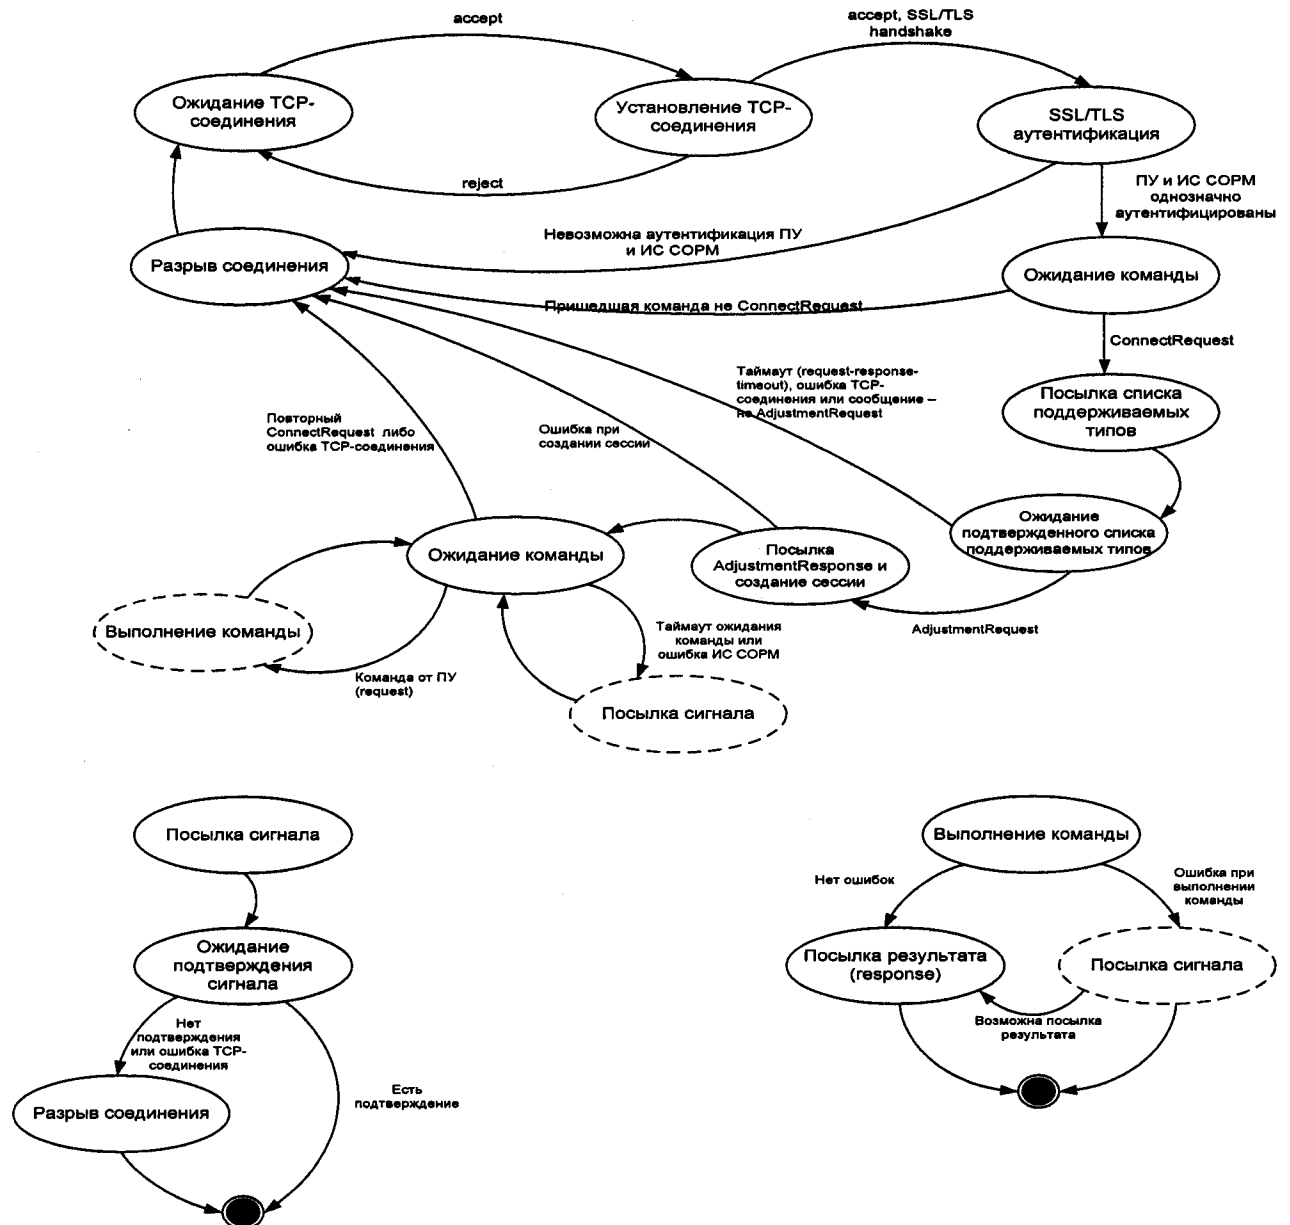 accept
accept, SSL/TLS
handshake
Ожидание TCP-
соединения
Установление TCP-
соединения
SSL/TLS
аутентификация
reject
ПУ и ИС СОРМ
однозначно
аутентифицированы
Невозможна аутентификация ПУ
и ИС СОРМ
Разрыв соединения
Ожидание команды
Пришедшая команда не ConnectRequest
ConnectRequest
Таймаут (request-response-
timeout), ошибка TCP-
соединения или сообщение –
не AdjustmentRequest
Посылка списка
поддерживаемых
типов
Повторный
ConnectRequest либо
ошибка TCP-соединения
Ошибка при
создании сессии
Ожидание
подтвержденного списка
поддерживаемых типов
Ожидание команды
Посылка
AdjustmentResponse и
создание сессии
Выполнение команды
Таймаут ожидания
команды или
ошибка ИС СОРМ
AdjustmentRequest
Команда от ПУ
(request)
Посылка сигнала
Посылка сигнала
Ожидание
подтверждения
сигнала
Нет
подтверждения
или ошибка TCP-
соединения
Есть
подтверждение
Разрыв соединения
Выполнение команды
Нет ошибок
Ошибка при
выполнении
команды
Посылка результата
(response)
Посылка сигнала
Возможна посылка
результата